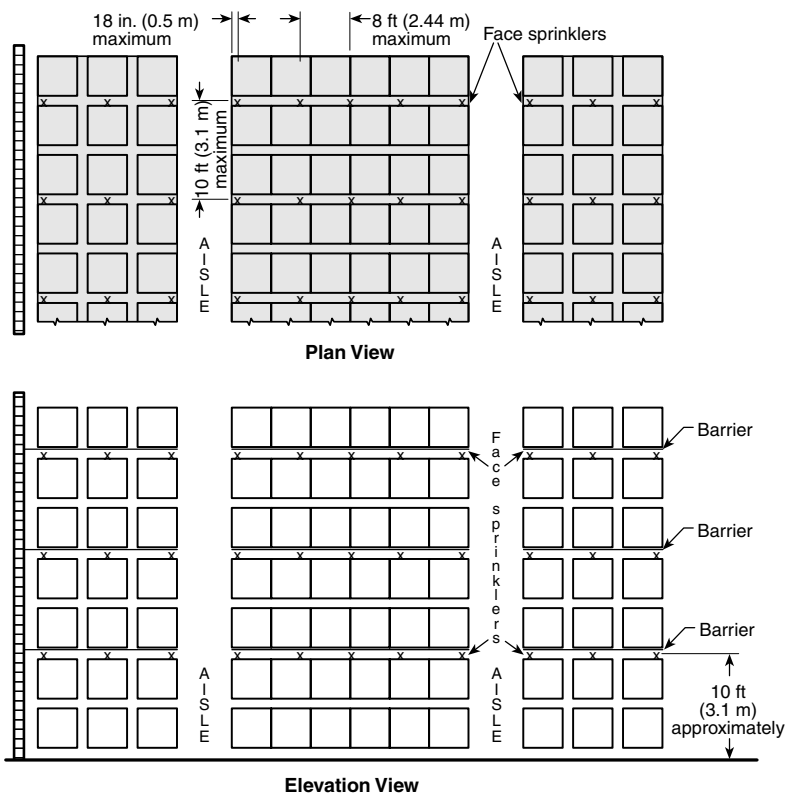 18 in. (0.5 m)
maximum
8 ft (2.44 m)
maximum
Face sprinklers
10 ft (3.1 m)
maximum
x x x x x x x x x x x
x x x x x x x x x x x
AISLE
AISLE
x x x x x x x x x x x
Plan View
Barrier
x x x x x x x x x x x
Face sprinklers
Barrier
x x x x x x x x x x x
Barrier
x x x x x x x x x x x
AISLE
AISLE
10 ft
(3.1 m)
approximately
Elevation View